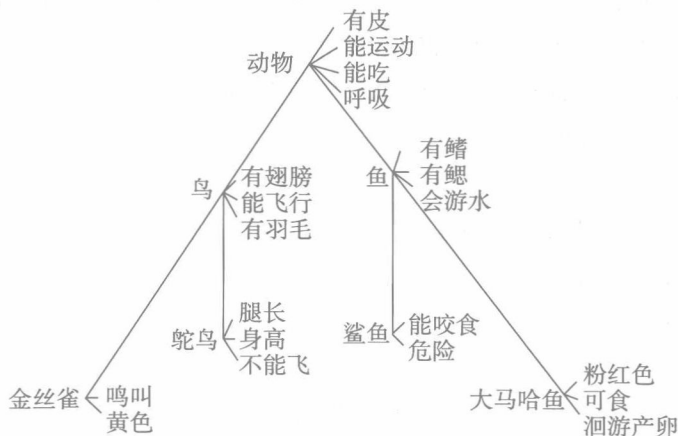 有皮
动物
能运动
能吃
呼吸
鸟
有翅膀
能飞行
有羽毛
鱼
有鳍
有鳃
会游水
鸵鸟
腿长
身高
不能飞
鲨鱼
能咬食
危险
金丝雀
鸣叫
黄色
大马哈鱼
粉红色
可食
洄游产卵